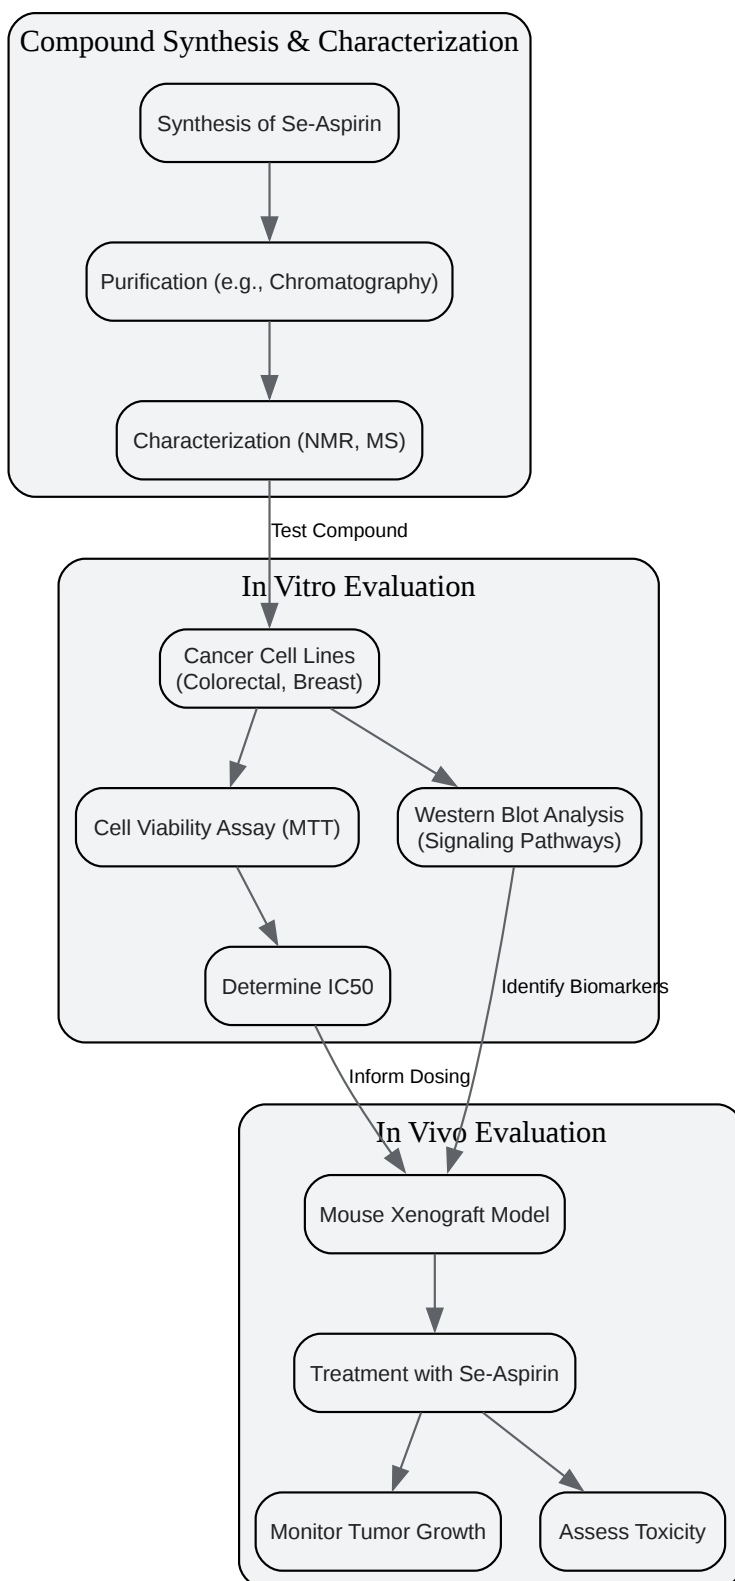 Compound Synthesis & Characterization
Synthesis of Se-Aspirin
Purification (e.g., Chromatography)
Characterization (NMR, MS)
Test Compound
In Vitro Evaluation
Cancer Cell Lines
(Colorectal, Breast)
Cell Viability Assay (MTT)
Western Blot Analysis
(Signaling Pathways)
Determine IC50
Identify Biomarkers
Inform Dosing
In Vivo Evaluation
Mouse Xenograft Model
Treatment with Se-Aspirin
Monitor Tumor Growth
Assess Toxicity